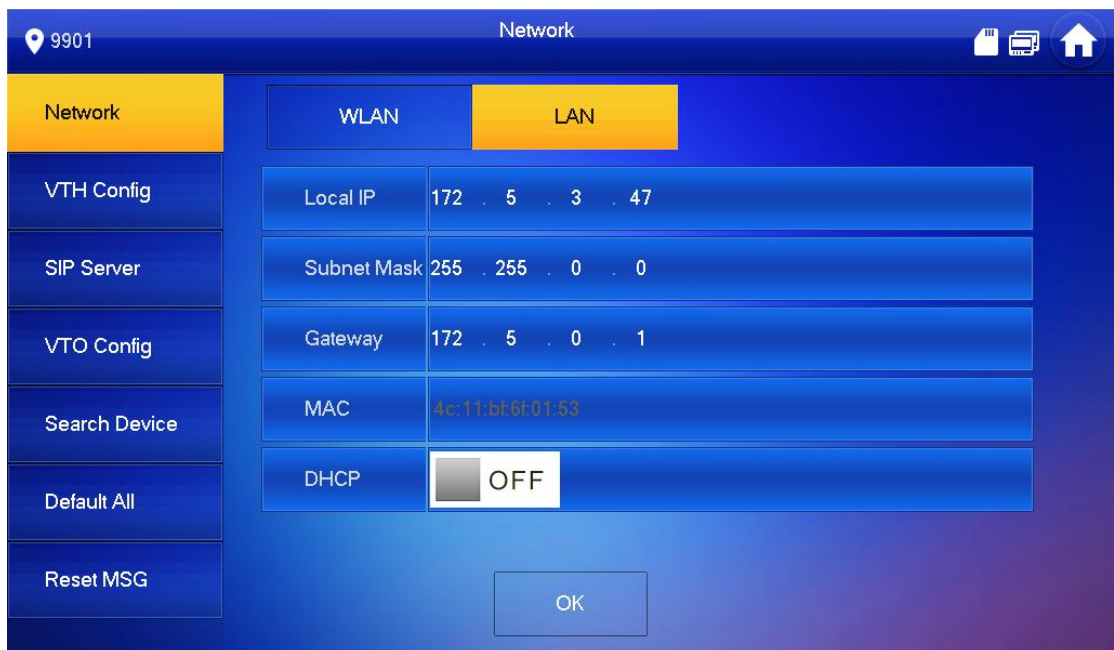 9901
Network
Network
WLAN
LAN
VTH Config
Local IP 172 . 5 . 3 . 47
SIP Server
Subnet Mask 255 . 255 . 0 . 0
VTO Config
Gateway 172 . 5 . 0 . 1
Search Device
MAC 4c:11:bf:6f:01:53
Default All
DHCP OFF
Reset MSG
OK